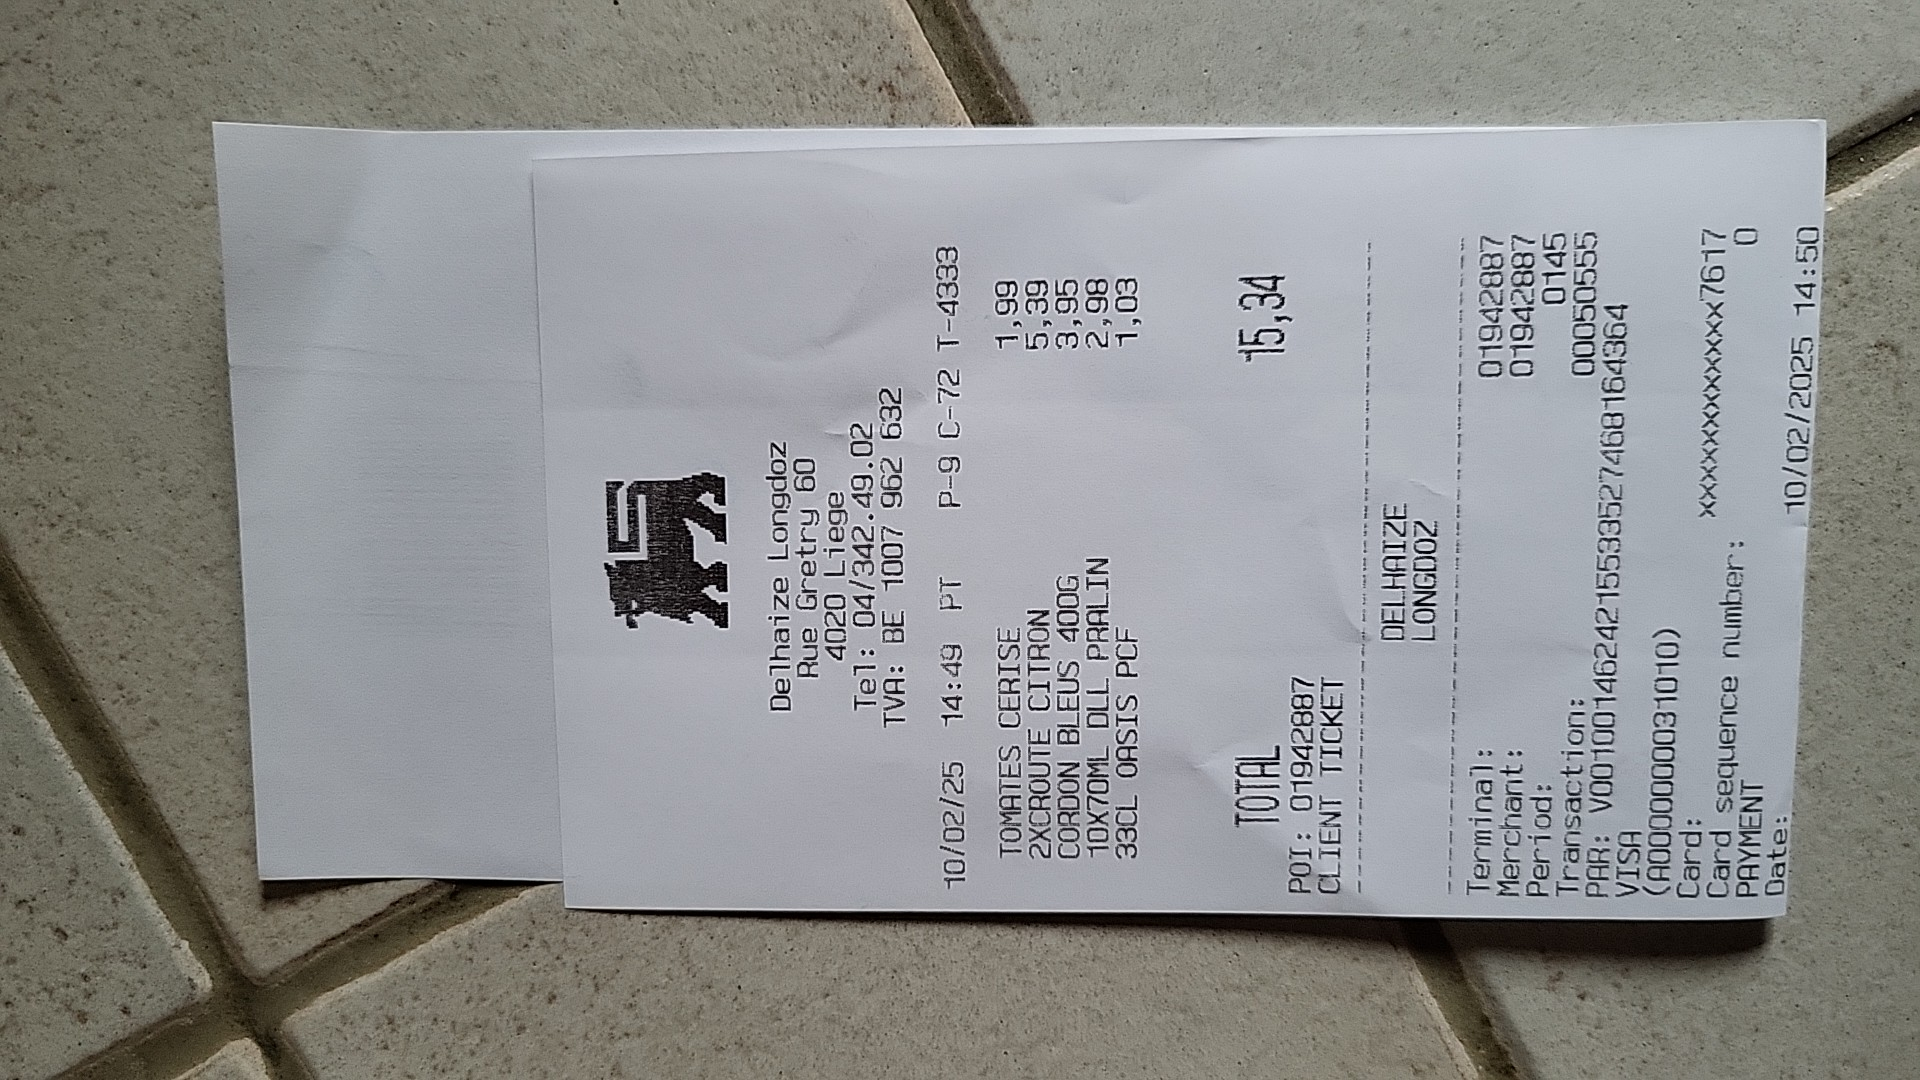 Delhaize Longdoz
Rue Gretry 60
4020 Liege
Tel: 04/342.49.02
TVA: BE 1007 962 632
10/02/25 14:49 PT P-9 C-72 T-4333
TOMATES CERISE 1,99
2XCROUTE CITRON 5,39
CORDON BLEUS 400G 3,95
10X70ML DLL PRALIN 2,98
33CL OASIS PCF 1,03
TOTAL 15,34
POI: 01942887
CLIENT TICKET
DELHAIZE
LONGDOZ
Terminal: 01942887
Merchant: 01942887
Period: 0145
Transaction: 00050555
PAR: V0010014624215533527468164364
VISA
(A0000000031010)
Card: xxxxxxxxxxxxx7617
Card sequence number: 0
PAYMENT
Date: 10/02/2025 14:50